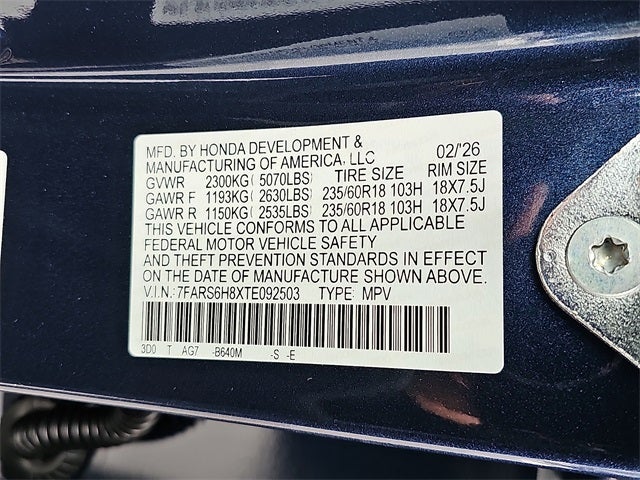 MFD. BY HONDA DEVELOPMENT &
MANUFACTURING OF AMERICA, LLC 02/'26
GVWR 2300KG( 5070LBS) TIRE SIZE RIM SIZE
GAWR F 1193KG( 2630LBS) 235/60R18 103H 18X7.5J
GAWR R 1150KG( 2535LBS) 235/60R18 103H 18X7.5J
THIS VEHICLE CONFORMS TO ALL APPLICABLE
FEDERAL MOTOR VEHICLE SAFETY
AND THEFT PREVENTION STANDARDS IN EFFECT
ON THE DATE OF MANUFACTURE SHOWN ABOVE.
V.I.N.: 7FARS6H8XTE092503 TYPE: MPV
3D0 T AG7 -B640M -S -E